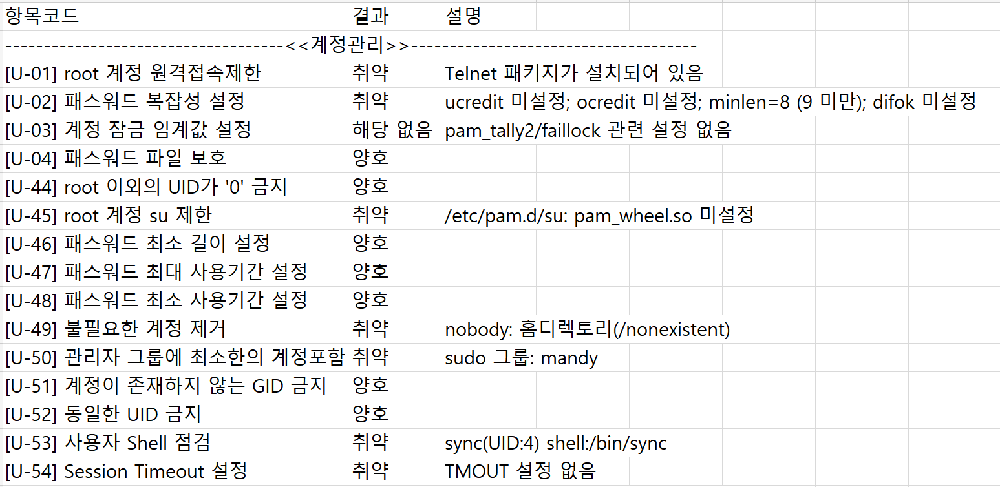 항목코드 결과 설명
------------------------------------<<계정관리>>-------------------------------------
[U-01] root 계정 원격접속제한 취약 Telnet 패키지가 설치되어 있음
[U-02] 패스워드 복잡성 설정 취약 ucredit 미설정; ocredit 미설정; minlen=8 (9 미만); difok 미설정
[U-03] 계정 잠금 임계값 설정 해당 없음 pam_tally2/faillock 관련 설정 없음
[U-04] 패스워드 파일 보호 양호
[U-44] root 이외의 UID가 '0' 금지 양호
[U-45] root 계정 su 제한 취약 /etc/pam.d/su: pam_wheel.so 미설정
[U-46] 패스워드 최소 길이 설정 양호
[U-47] 패스워드 최대 사용기간 설정 양호
[U-48] 패스워드 최소 사용기간 설정 양호
[U-49] 불필요한 계정 제거 취약 nobody: 홈디렉토리(/nonexistent)
[U-50] 관리자 그룹에 최소한의 계정포함 취약 sudo 그룹: mandy
[U-51] 계정이 존재하지 않는 GID 금지 양호
[U-52] 동일한 UID 금지 양호
[U-53] 사용자 Shell 점검 취약 sync(UID:4) shell:/bin/sync
[U-54] Session Timeout 설정 취약 TMOUT 설정 없음